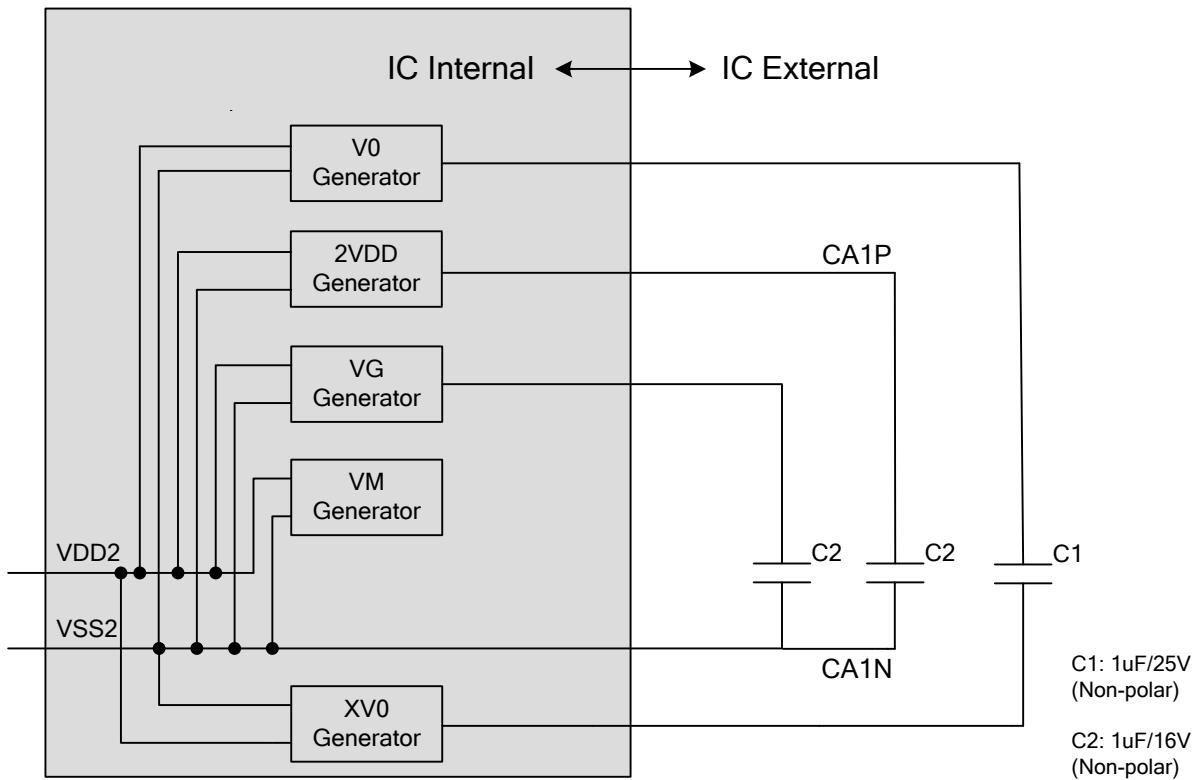 IC Internal IC External
V0
Generator
2VDD
Generator
CA1P
VG
Generator
VM
Generator
VDD2
C2 C2 C1
VSS2
CA1N
XV0
Generator
C1: 1uF/25V
(Non-polar)
C2: 1uF/16V
(Non-polar)